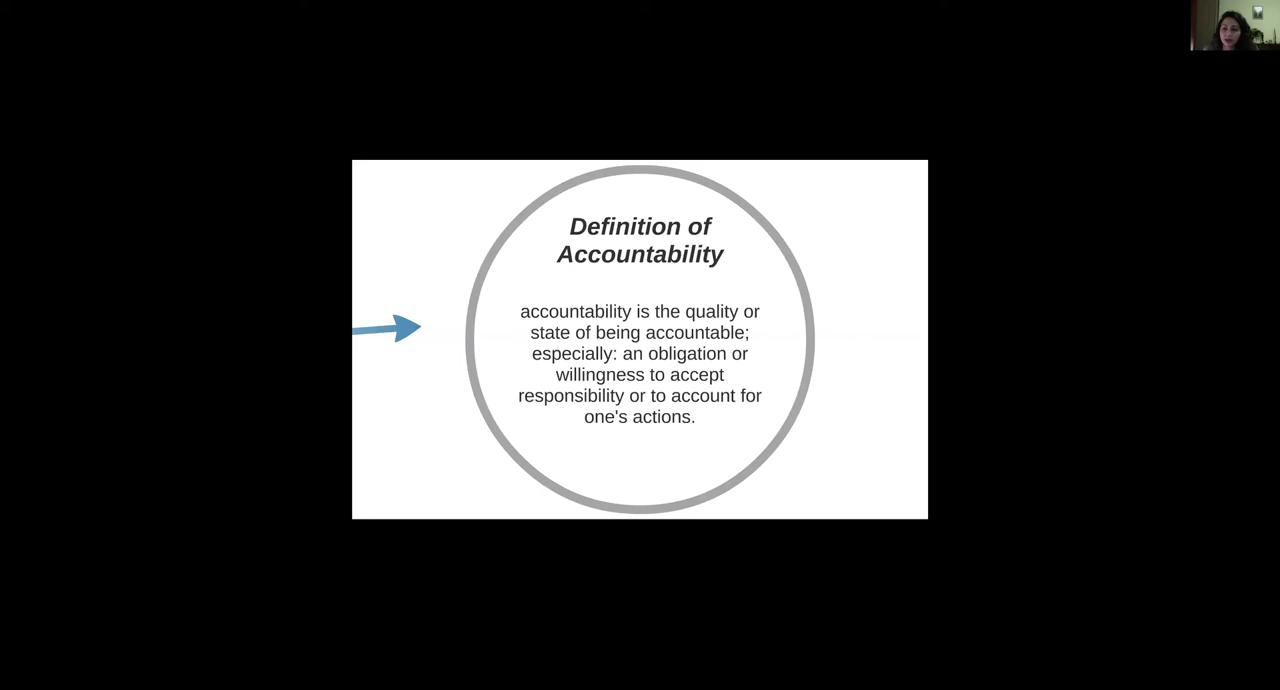 Definition of
Accountability
accountability is the quality or
state of being accountable;
especially: an obligation or
willingness to accept
responsibility or to account for
one's actions.